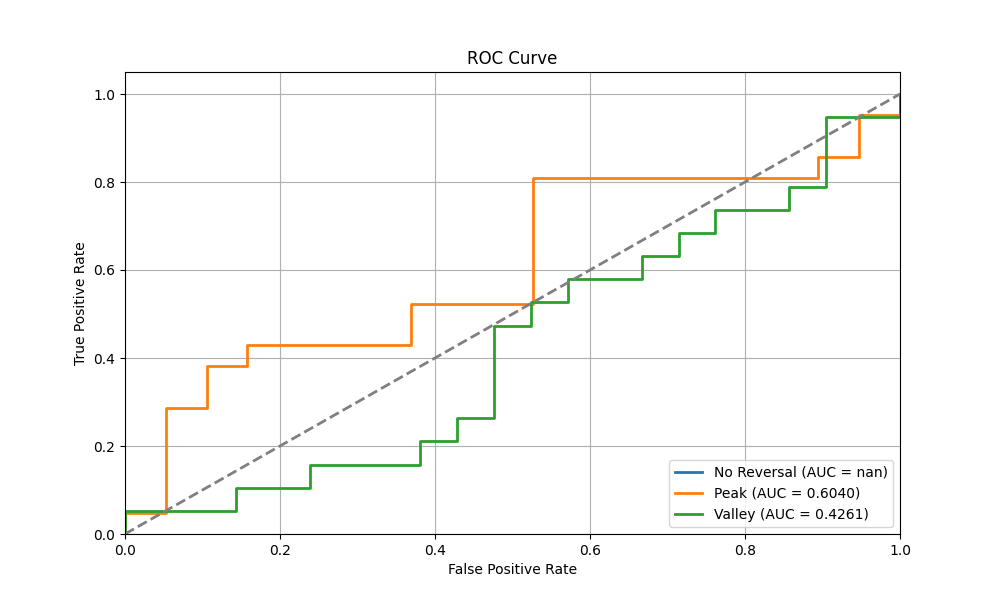 ROC Curve
True Positive Rate
1.0
0.8
0.6
0.4
0.2
0.0
0.0 0.2 0.4 0.6 0.8 1.0
False Positive Rate
No Reversal (AUC = nan)
Peak (AUC = 0.6040)
Valley (AUC = 0.4261)